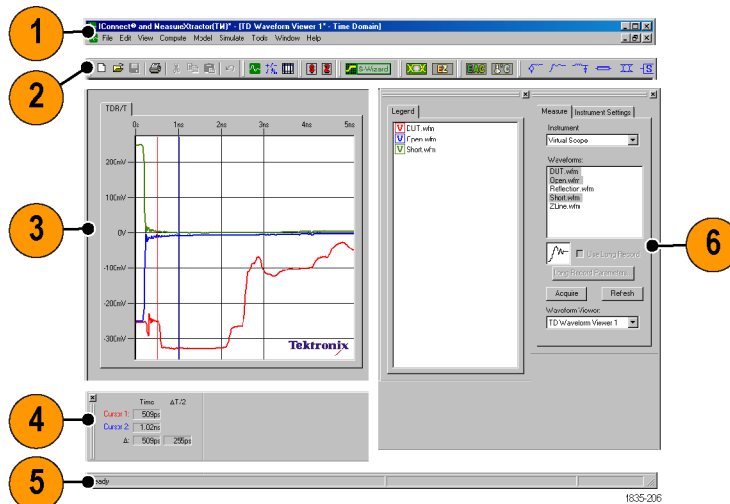 1
IConnect® and MeasueXtractor(TM)* - [TD Waveform Viewer 1* - Time Domain]
File Edit View Compute Model Simulate Tools Window Help
2
S-Wizard
EZ
S
TDR/T
0s 1ns 2ns 3ns 4ns 5ns
200mV
100mV
0V
-100mV
-200mV
-300mV
Tektronix
3
Legend
V DUT.wfm
V Open.wfm
V Short.wfm
Measure Instrument Settings
Instrument
Virtual Scope
Waveforms:
DUT.wfm
Open.wfm
Reflection.wfm
Short.wfm
ZLine.wfm
6
Use Long Record
Long Record Parameters...
Acquire Refresh
Waveform Viewer:
TD Waveform Viewer 1
4
Time ΔT/2
Cursor 1: 509ps
Cursor 2: 1.02ns
Δ: 509ps 255ps
5
eady
1835-206